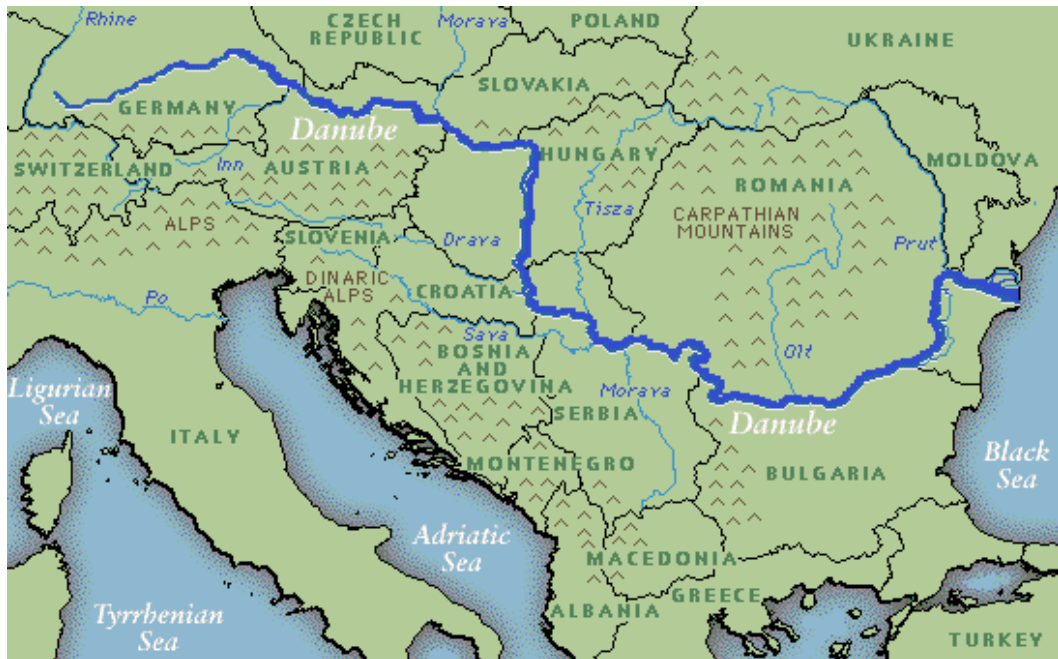 Rhine
CZECH
REPUBLIC
Morava
POLAND
UKRAINE
SLOVAKIA
GERMANY
Danube
HUNGARY
MOLDOVA
SWITZERLAND
Inn
AUSTRIA
ROMANIA
Tisza
CARPATHIAN
MOUNTAINS
ALPS
SLOVENIA
Drava
Prut
DINARIC
ALPS
CROATIA
Po
Sava
BOSNIA
AND
HERZEGOVINA
Olt
Ligurian
Sea
Morava
SERBIA
Danube
ITALY
Black
Sea
MONTENEGRO
BULGARIA
Adriatic
Sea
MACEDONIA
GREECE
ALBANIA
Tyrrhenian
Sea
TURKEY